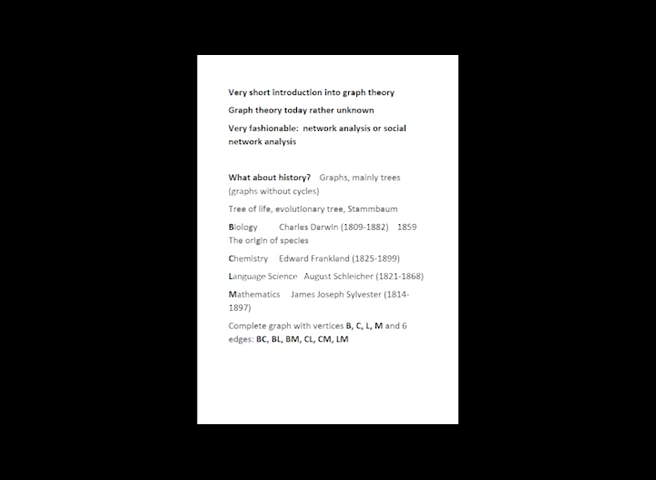 Very short introduction into graph theory
Graph theory today rather unknown
Very fashionable: network analysis or social
network analysis
What about history? Graphs, mainly trees
(graphs without cycles)
Tree of life, evolutionary tree, Stammbaum
Biology Charles Darwin (1809-1882) 1859
The origin of species
Chemistry Edward Frankland (1825-1899)
Language Science August Schleicher (1821-1868)
Mathematics James Joseph Sylvester (1814-
1897)
Complete graph with vertices B, C, L, M and 6
edges: BC, BL, BM, CL, CM, LM